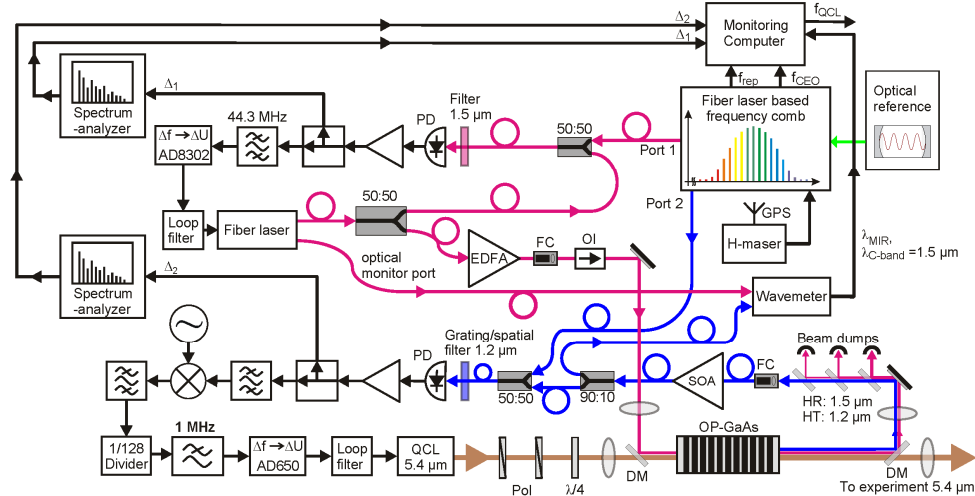 Δ₂
Δ₁
Monitoring
Computer
f_QCL
f_rep
f_CEO
Spectrum
-analyzer
Δ₁
Filter
1.5 μm
PD
44.3 MHz
Δf→ΔU
AD8302
50:50
Port 1
Fiber laser based
frequency comb
Optical
reference
Port 2
GPS
H-maser
λ_MIR,
λ_C-band =1.5 μm
Loop
filter
Fiber laser
50:50
optical
monitor port
EDFA
FC
OI
Wavemeter
Spectrum
-analyzer
Δ₂
Grating/spatial
filter 1.2 μm
PD
50:50
90:10
SOA
FC
Beam dumps
HR: 1.5 μm
HT: 1.2 μm
1/128
Divider
1 MHz
Δf→ΔU
AD650
Loop
filter
QCL
5.4 μm
Pol
λ/4
DM
OP-GaAs
DM
To experiment 5.4 μm